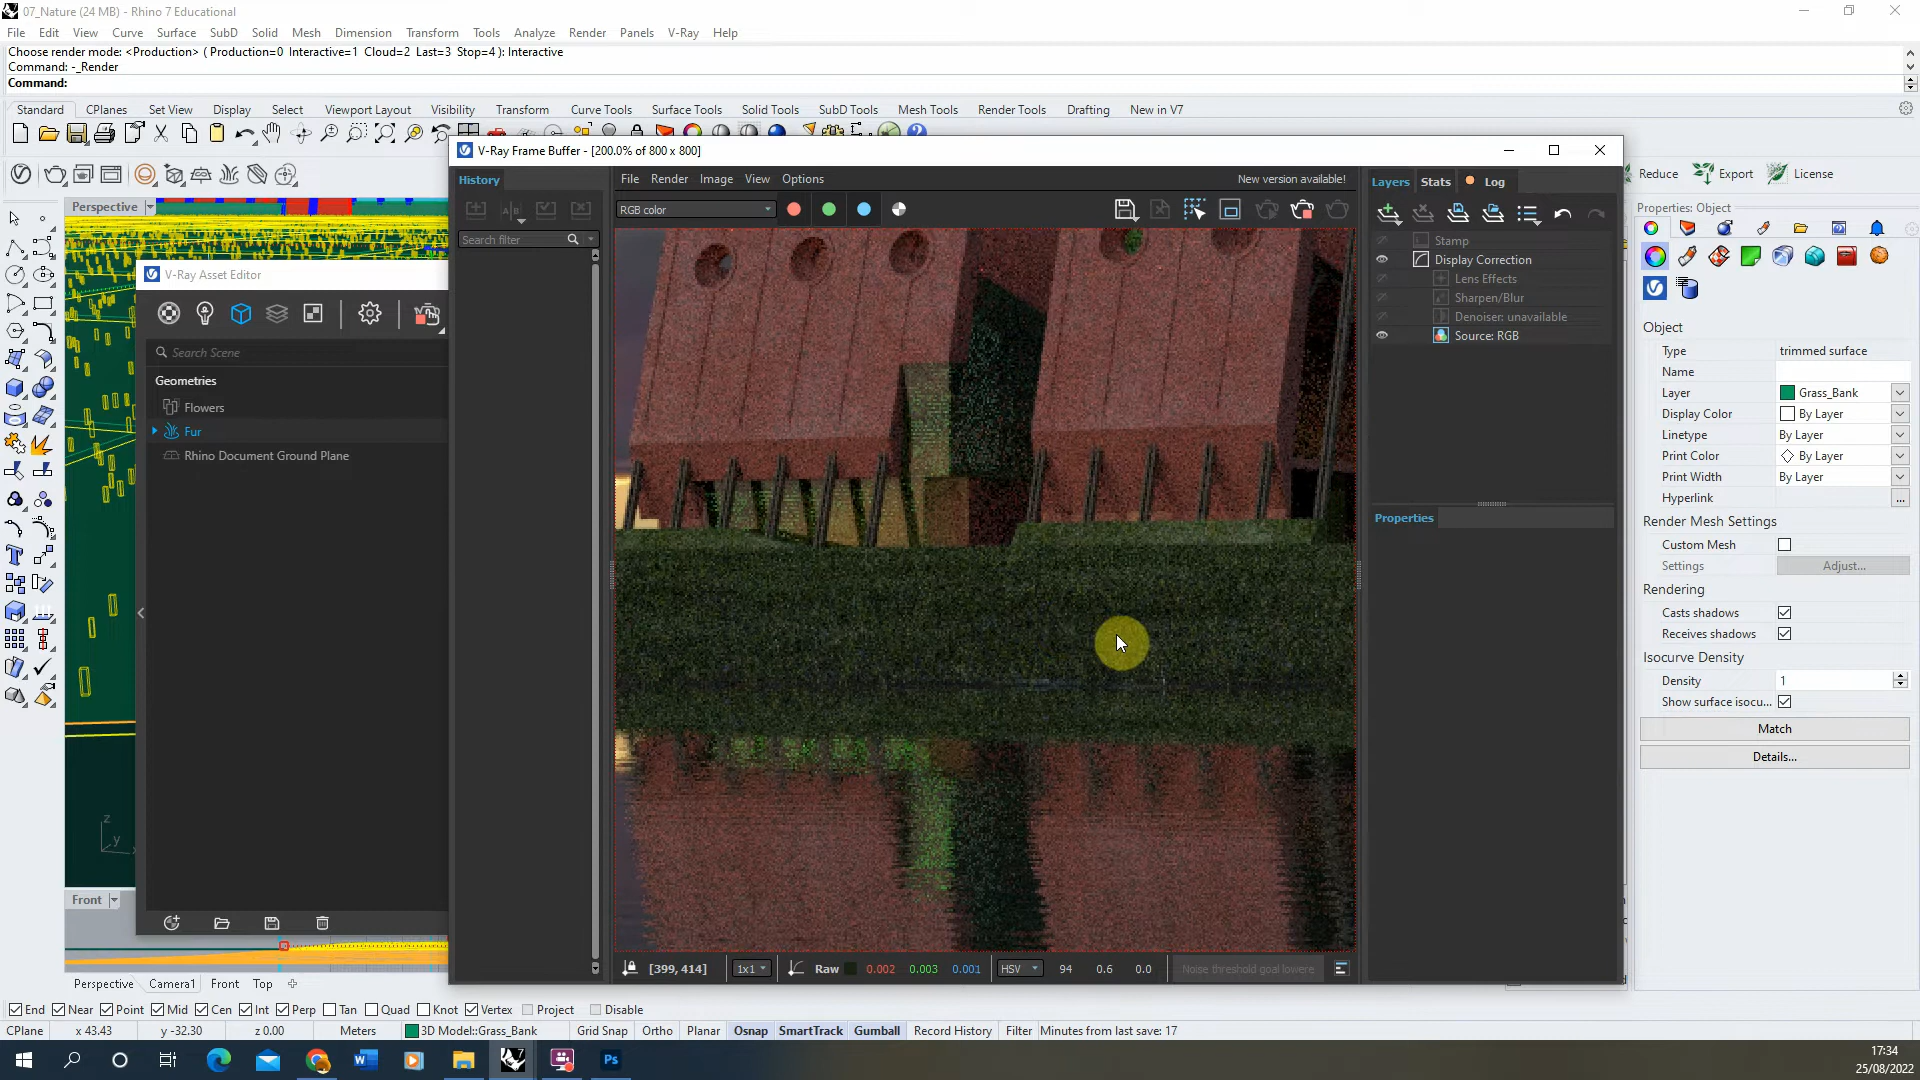 07_Nature (24 MB) - Rhino 7 Educational
File Edit View Curve Surface SubD Solid Mesh Dimension Transform Tools Analyze Render Panels V-Ray Help
Choose render mode: <Production> ( Production=0 Interactive=1 Cloud=2 Last=3 Stop=4 ): Interactive
Command: -_Render
Command:
Standard CPlanes Set View Display Select Viewport Layout Visibility Transform Curve Tools Surface Tools Solid Tools SubD Tools Mesh Tools Render Tools Drafting New in V7
V-Ray Frame Buffer - [200.0% of 800 x 800]
Reduce Export License
History File Render Image View Options New version available! Layers Stats Log
Perspective
RGB color
Search filter
Properties: Object
V-Ray Asset Editor
Search Scene
Geometries
Flowers
Fur
Rhino Document Ground Plane
Stamp
Display Correction
Lens Effects
Sharpen/Blur
Denoiser: unavailable
Source: RGB
Properties
Object
Type trimmed surface
Name
Layer Grass_Bank
Display Color By Layer
Linetype By Layer
Print Color By Layer
Print Width By Layer
Hyperlink ...
Render Mesh Settings
Custom Mesh
Settings Adjust...
Rendering
Casts shadows
Receives shadows
Isocurve Density
Density 1
Show surface isocu...
Match
Details...
z
y
Front
[399, 414] 1x1 Raw 0.002 0.003 0.001 HSV 94 0.6 0.0 Noise threshold goal lowere
Perspective Camera1 Front Top
End Near Point Mid Cen Int Perp Tan Quad Knot Vertex Project Disable
CPlane x 43.43 y -32.30 z 0.00 Meters 3D Model::Grass_Bank Grid Snap Ortho Planar Osnap SmartTrack Gumball Record History Filter Minutes from last save: 17
17:34
25/08/2022